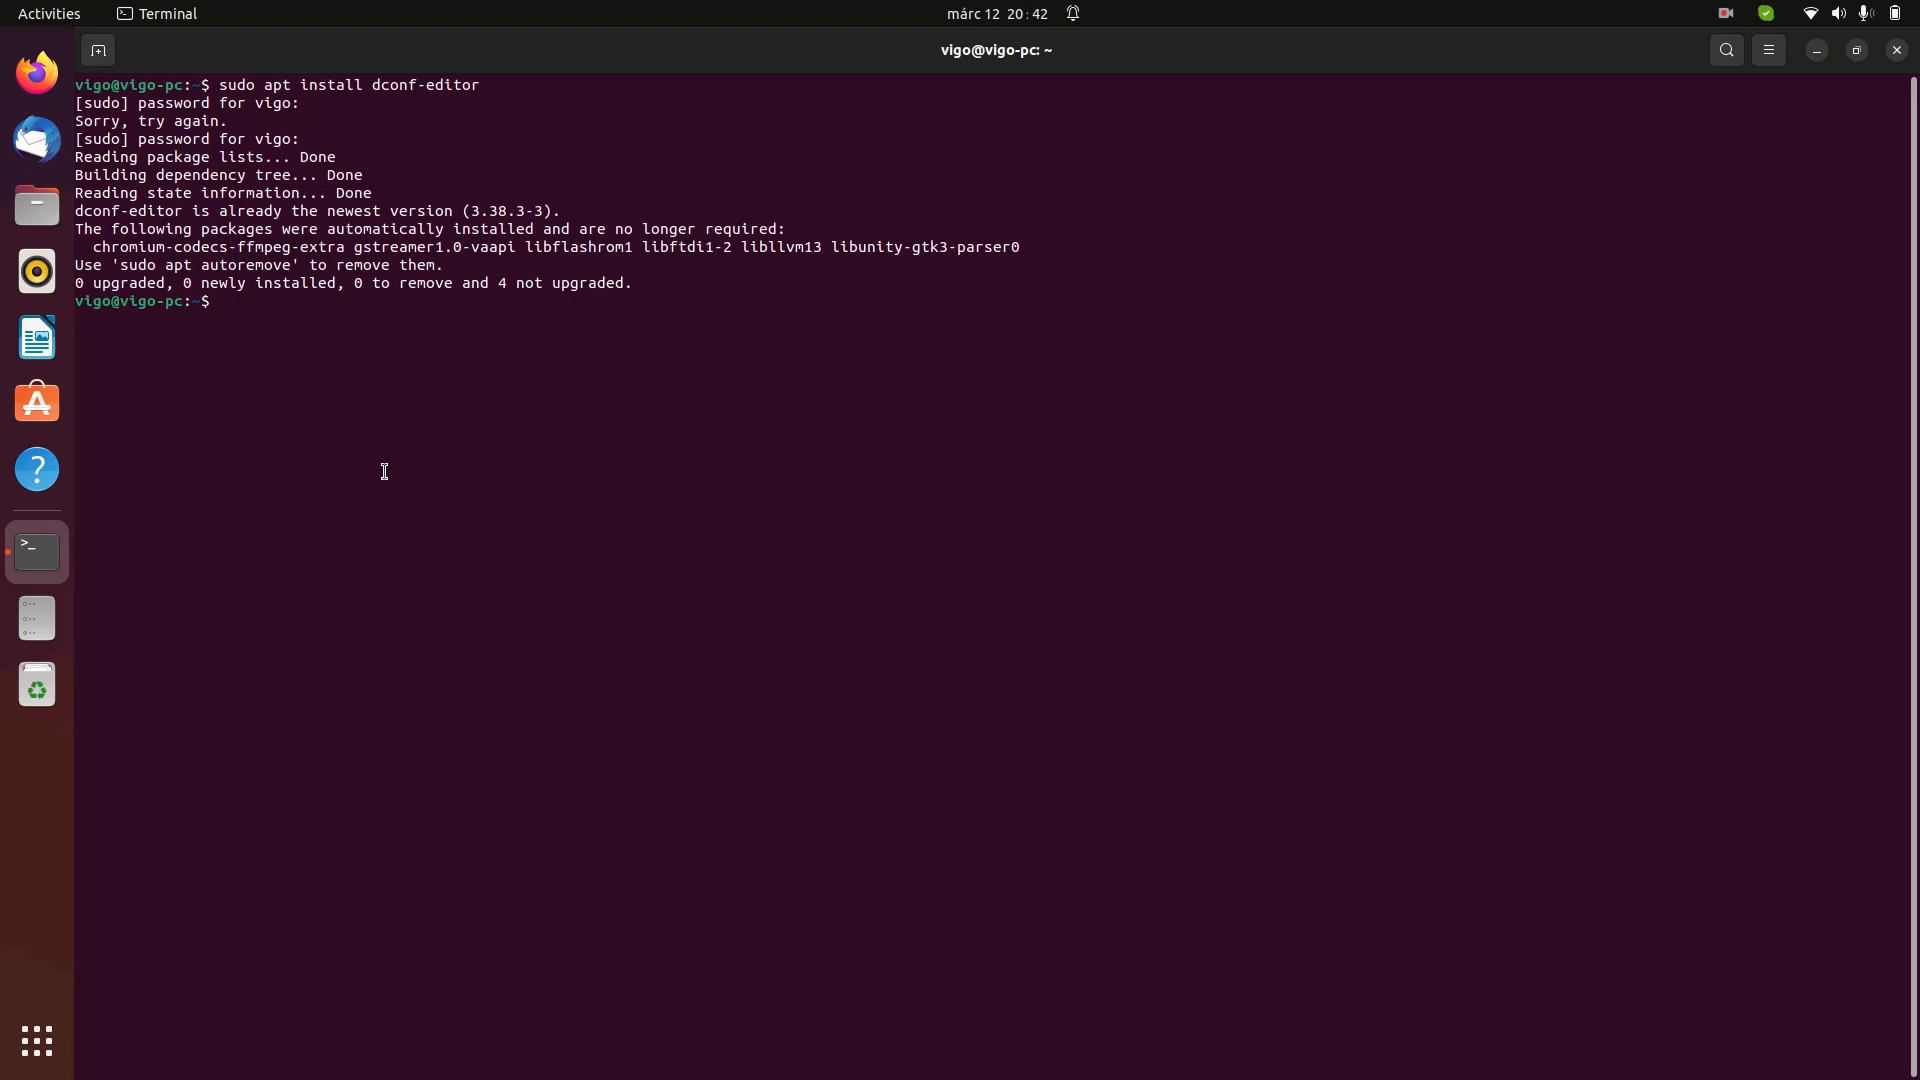 Activities
Terminal
márc 12 20:42
vigo@vigo-pc: ~
vigo@vigo-pc:~$ sudo apt install dconf-editor
[sudo] password for vigo:
Sorry, try again.
[sudo] password for vigo:
Reading package lists... Done
Building dependency tree... Done
Reading state information... Done
dconf-editor is already the newest version (3.38.3-3).
The following packages were automatically installed and are no longer required:
  chromium-codecs-ffmpeg-extra gstreamer1.0-vaapi libflashrom1 libftdi1-2 libllvm13 libunity-gtk3-parser0
Use 'sudo apt autoremove' to remove them.
0 upgraded, 0 newly installed, 0 to remove and 4 not upgraded.
vigo@vigo-pc:~$